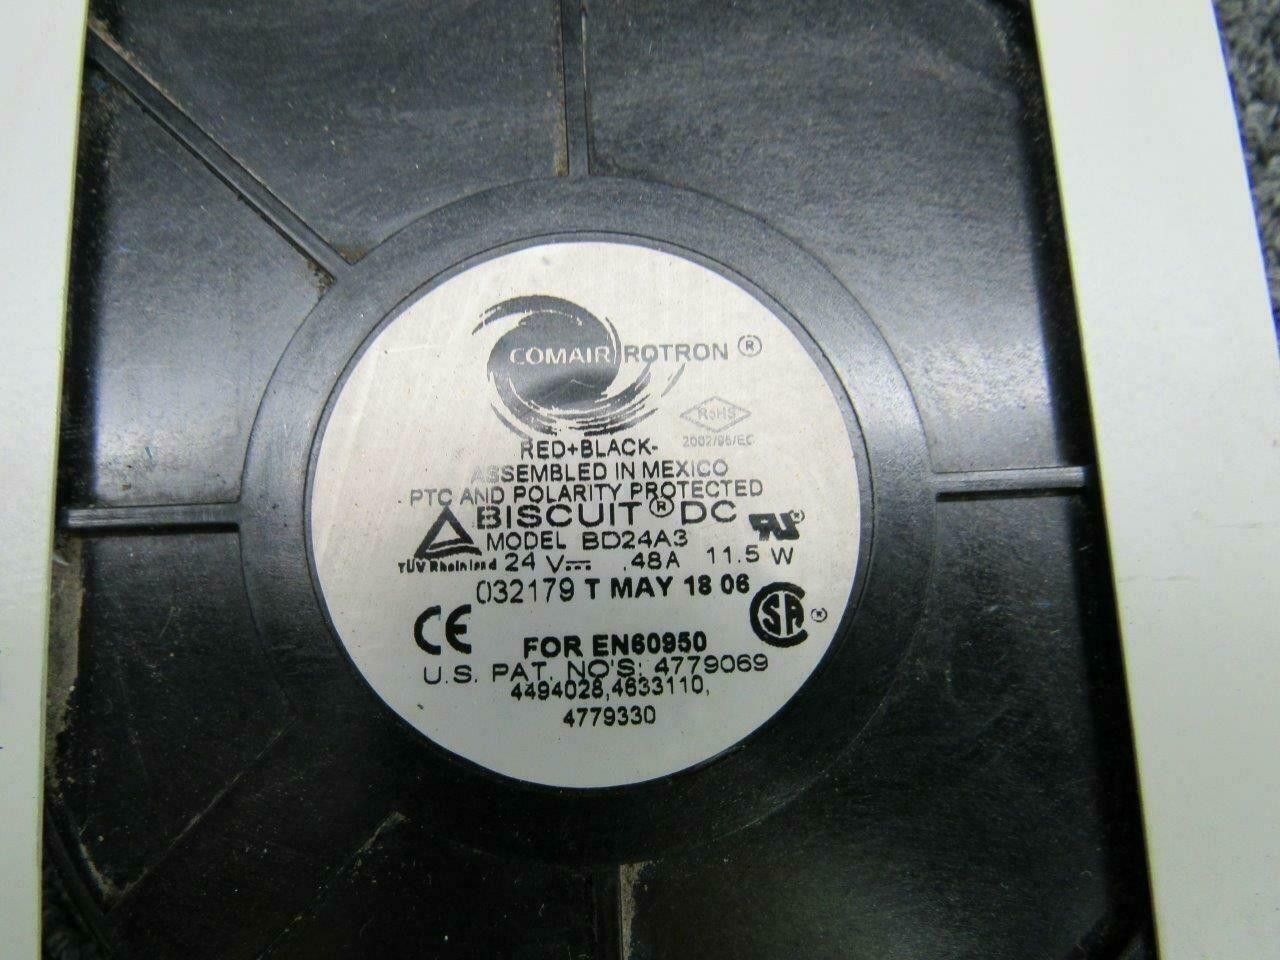 COMAIR ROTRON ®
RoHS
2002/95/EC
RED+BLACK-
ASSEMBLED IN MEXICO
PTC AND POLARITY PROTECTED
BISCUIT® DC
MODEL BD24A3
TÜV Rheinland 24 V .48A 11.5 W
032179 T MAY 18 06
CE SA ®
FOR EN60950
U.S. PAT. NO'S: 4779069
4494028,4633110,
4779330